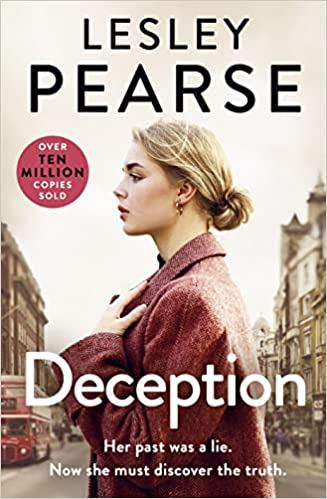 LESLEY
PEARSE
OVER
TEN
MILLION
COPIES
SOLD
Deception
Her past was a lie.
Now she must discover the truth.